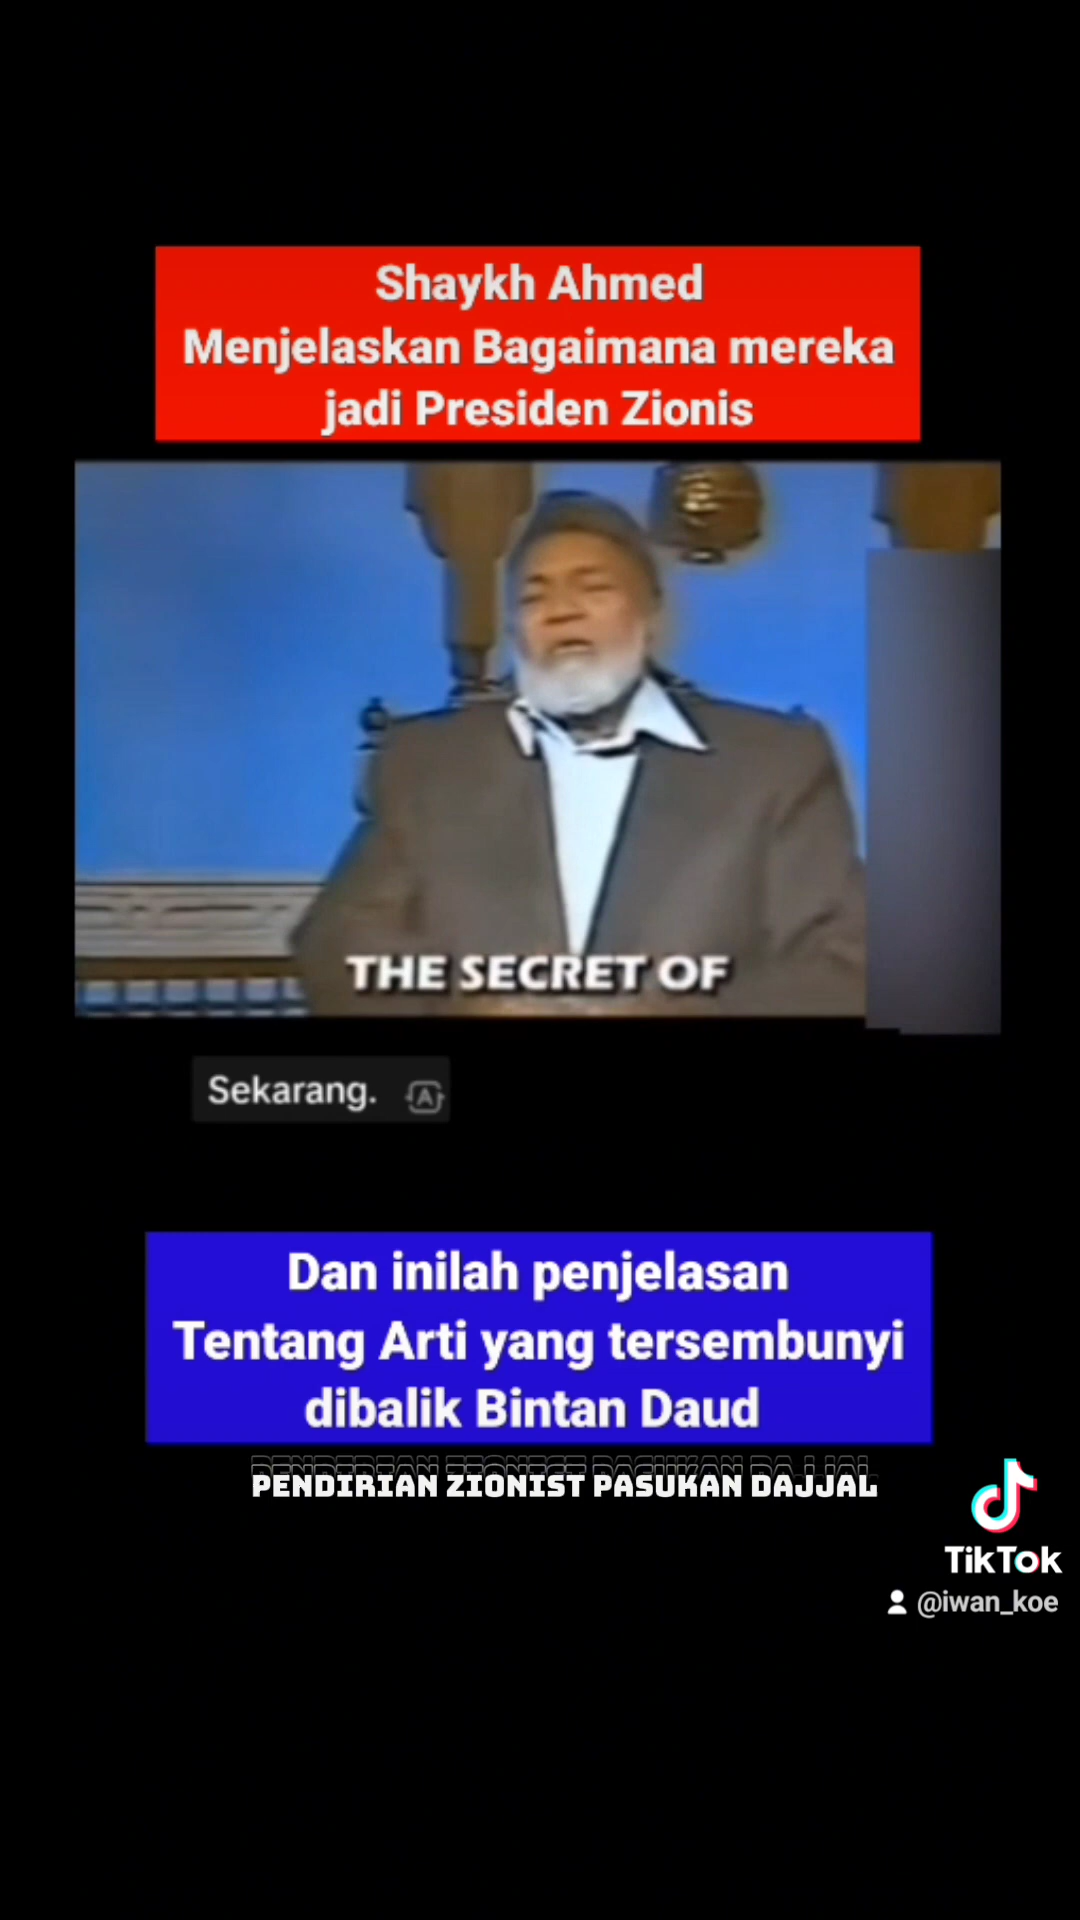 Shaykh Ahmed
Menjelaskan Bagaimana mereka
jadi Presiden Zionis
THE SECRET OF
Sekarang.
Dan inilah penjelasan
Tentang Arti yang tersembunyi
dibalik Bintan Daud
PENDIRIAN ZIONIST PASUKAN DAJJAL
TikTok
@iwan_koe